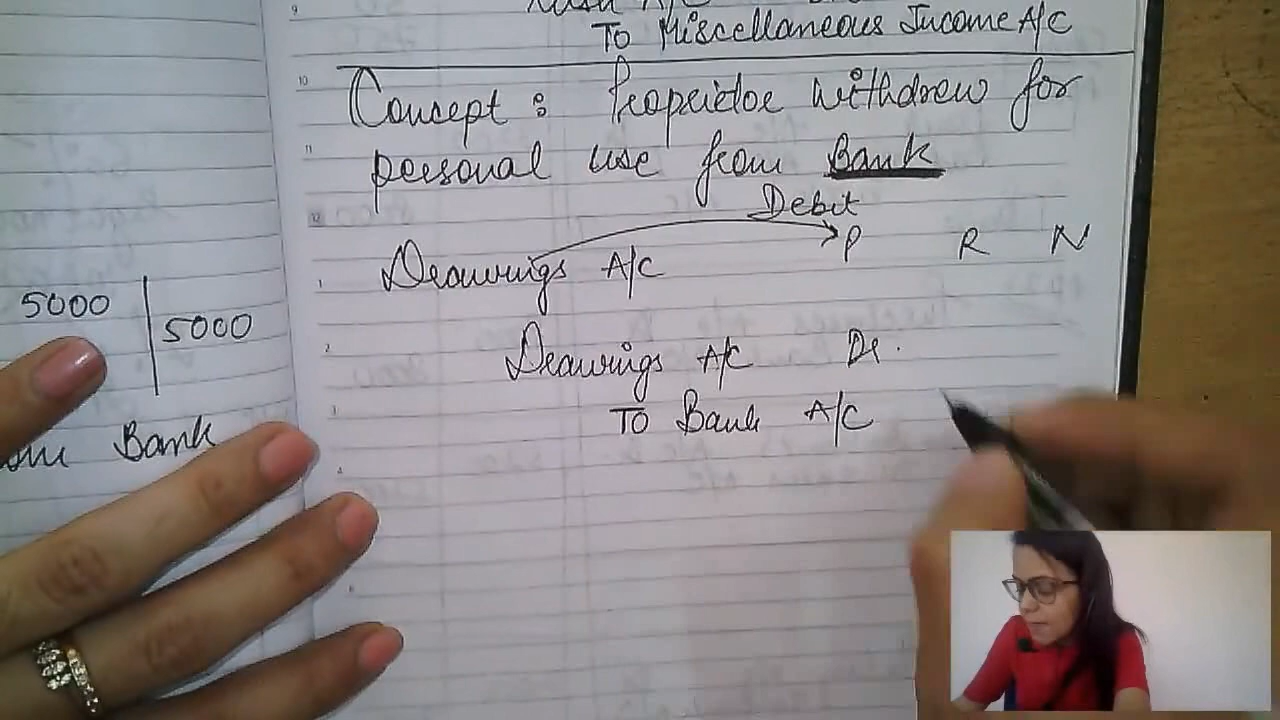 To Miscellaneous Income A/C
Concept : Proprietor withdrew for
personal use from Bank
Debit
Drawings A/C P R N
Drawings A/C Dr.
To Bank A/C
5000
5000
Bank